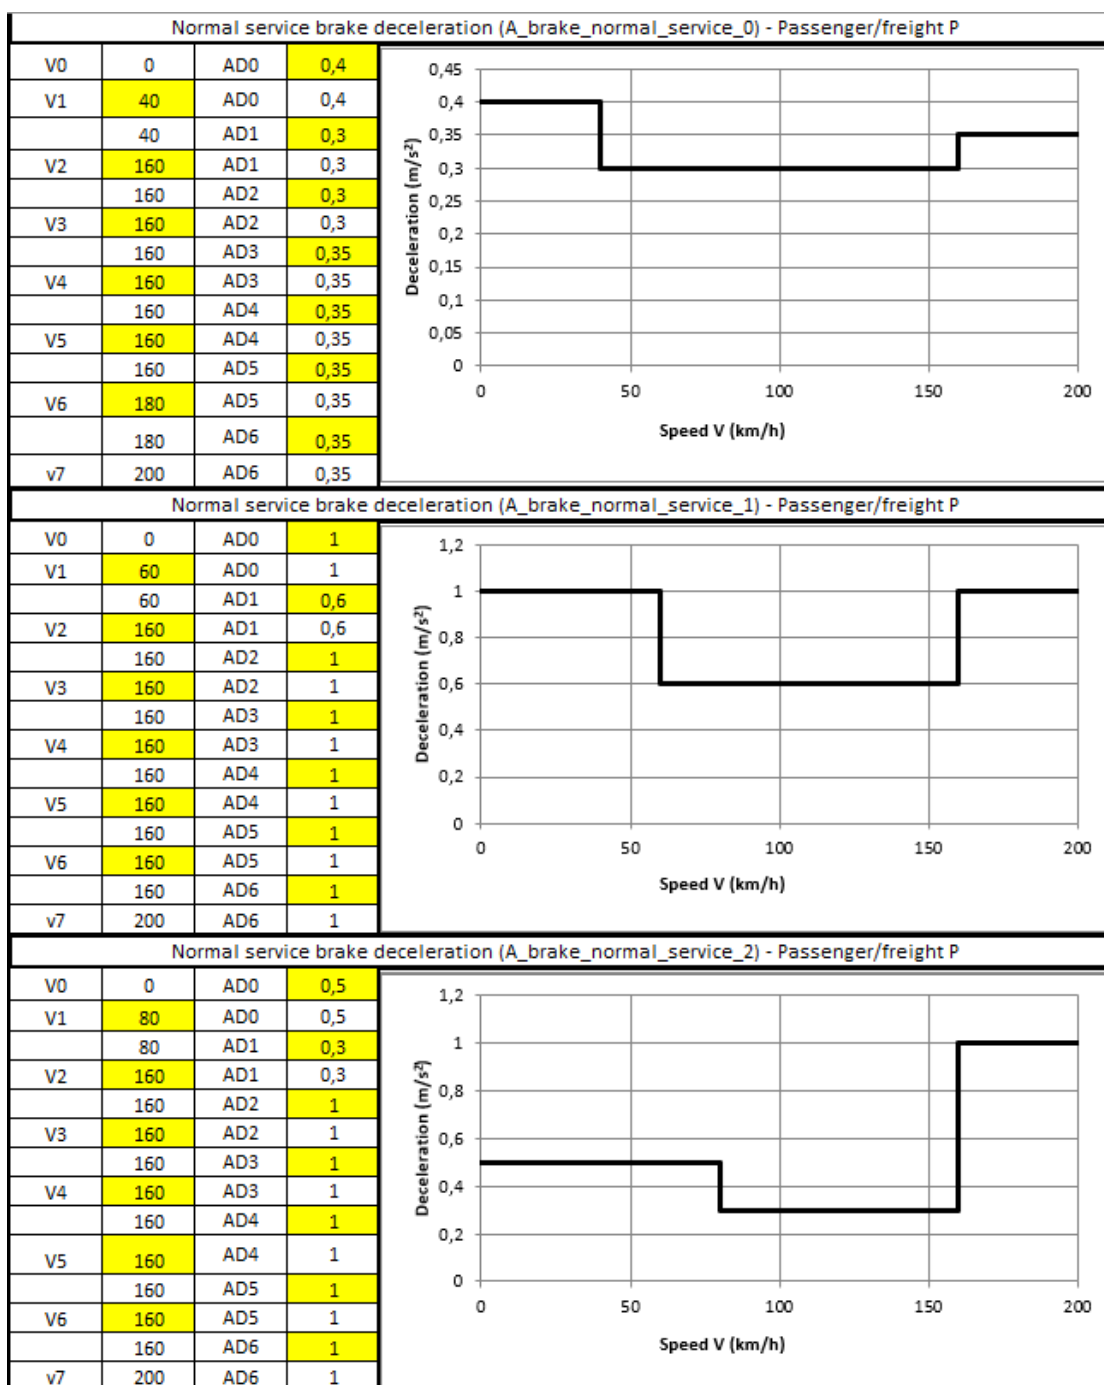 Normal service brake deceleration (A_brake_normal_service_0) - Passenger/freight P
V0 0 AD0 0,4
V1 40 AD0 0,4
40 AD1 0,3
V2 160 AD1 0,3
160 AD2 0,3
V3 160 AD2 0,3
160 AD3 0,35
V4 160 AD3 0,35
160 AD4 0,35
V5 160 AD4 0,35
160 AD5 0,35
V6 180 AD5 0,35
180 AD6 0,35
v7 200 AD6 0,35
Deceleration (m/s²)
0,45
0,4
0,35
0,3
0,25
0,2
0,15
0,1
0,05
0
0 50 100 150 200
Speed V (km/h)
Normal service brake deceleration (A_brake_normal_service_1) - Passenger/freight P
V0 0 AD0 1
V1 60 AD0 1
60 AD1 0,6
V2 160 AD1 0,6
160 AD2 1
V3 160 AD2 1
160 AD3 1
V4 160 AD3 1
160 AD4 1
V5 160 AD4 1
160 AD5 1
V6 160 AD5 1
160 AD6 1
v7 200 AD6 1
Deceleration (m/s²)
1,2
1
0,8
0,6
0,4
0,2
0
0 50 100 150 200
Speed V (km/h)
Normal service brake deceleration (A_brake_normal_service_2) - Passenger/freight P
V0 0 AD0 0,5
V1 80 AD0 0,5
80 AD1 0,3
V2 160 AD1 0,3
160 AD2 1
V3 160 AD2 1
160 AD3 1
V4 160 AD3 1
160 AD4 1
V5 160 AD4 1
160 AD5 1
V6 160 AD5 1
160 AD6 1
v7 200 AD6 1
Deceleration (m/s²)
1,2
1
0,8
0,6
0,4
0,2
0
0 50 100 150 200
Speed V (km/h)